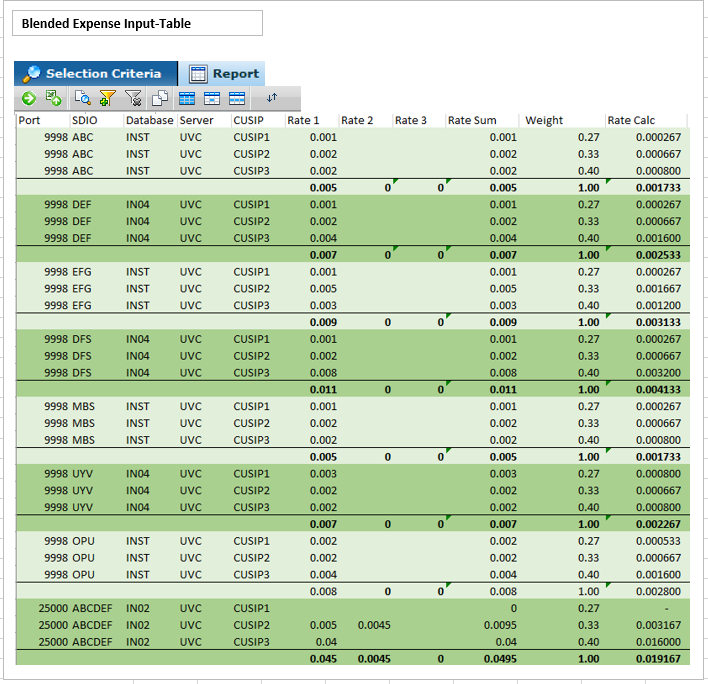 Blended Expense Input-Table
Selection Criteria Report
Port SDIO Database Server CUSIP Rate 1 Rate 2 Rate 3 Rate Sum Weight Rate Calc
9998 ABC INST UVC CUSIP1 0.001 0.001 0.27 0.000267
9998 ABC INST UVC CUSIP2 0.002 0.002 0.33 0.000667
9998 ABC INST UVC CUSIP3 0.002 0.002 0.40 0.000800
0.005 0 0 0.005 1.00 0.001733
9998 DEF IN04 UVC CUSIP1 0.001 0.001 0.27 0.000267
9998 DEF IN04 UVC CUSIP2 0.002 0.002 0.33 0.000667
9998 DEF IN04 UVC CUSIP3 0.004 0.004 0.40 0.001600
0.007 0 0 0.007 1.00 0.002533
9998 EFG INST UVC CUSIP1 0.001 0.001 0.27 0.000267
9998 EFG INST UVC CUSIP2 0.005 0.005 0.33 0.001667
9998 EFG INST UVC CUSIP3 0.003 0.003 0.40 0.001200
0.009 0 0 0.009 1.00 0.003133
9998 DFS IN04 UVC CUSIP1 0.001 0.001 0.27 0.000267
9998 DFS IN04 UVC CUSIP2 0.002 0.002 0.33 0.000667
9998 DFS IN04 UVC CUSIP3 0.008 0.008 0.40 0.003200
0.011 0 0 0.011 1.00 0.004133
9998 MBS INST UVC CUSIP1 0.001 0.001 0.27 0.000267
9998 MBS INST UVC CUSIP2 0.002 0.002 0.33 0.000667
9998 MBS INST UVC CUSIP3 0.002 0.002 0.40 0.000800
0.005 0 0 0.005 1.00 0.001733
9998 UYV IN04 UVC CUSIP1 0.003 0.003 0.27 0.000800
9998 UYV IN04 UVC CUSIP2 0.002 0.002 0.33 0.000667
9998 UYV IN04 UVC CUSIP3 0.002 0.002 0.40 0.000800
0.007 0 0 0.007 1.00 0.002267
9998 OPU INST UVC CUSIP1 0.002 0.002 0.27 0.000533
9998 OPU INST UVC CUSIP2 0.002 0.002 0.33 0.000667
9998 OPU INST UVC CUSIP3 0.004 0.004 0.40 0.001600
0.008 0 0 0.008 1.00 0.002800
25000 ABCDEF IN02 UVC CUSIP1 0 0.27 -
25000 ABCDEF IN02 UVC CUSIP2 0.005 0.0045 0.0095 0.33 0.003167
25000 ABCDEF IN02 UVC CUSIP3 0.04 0.04 0.40 0.016000
0.045 0.0045 0 0.0495 1.00 0.019167